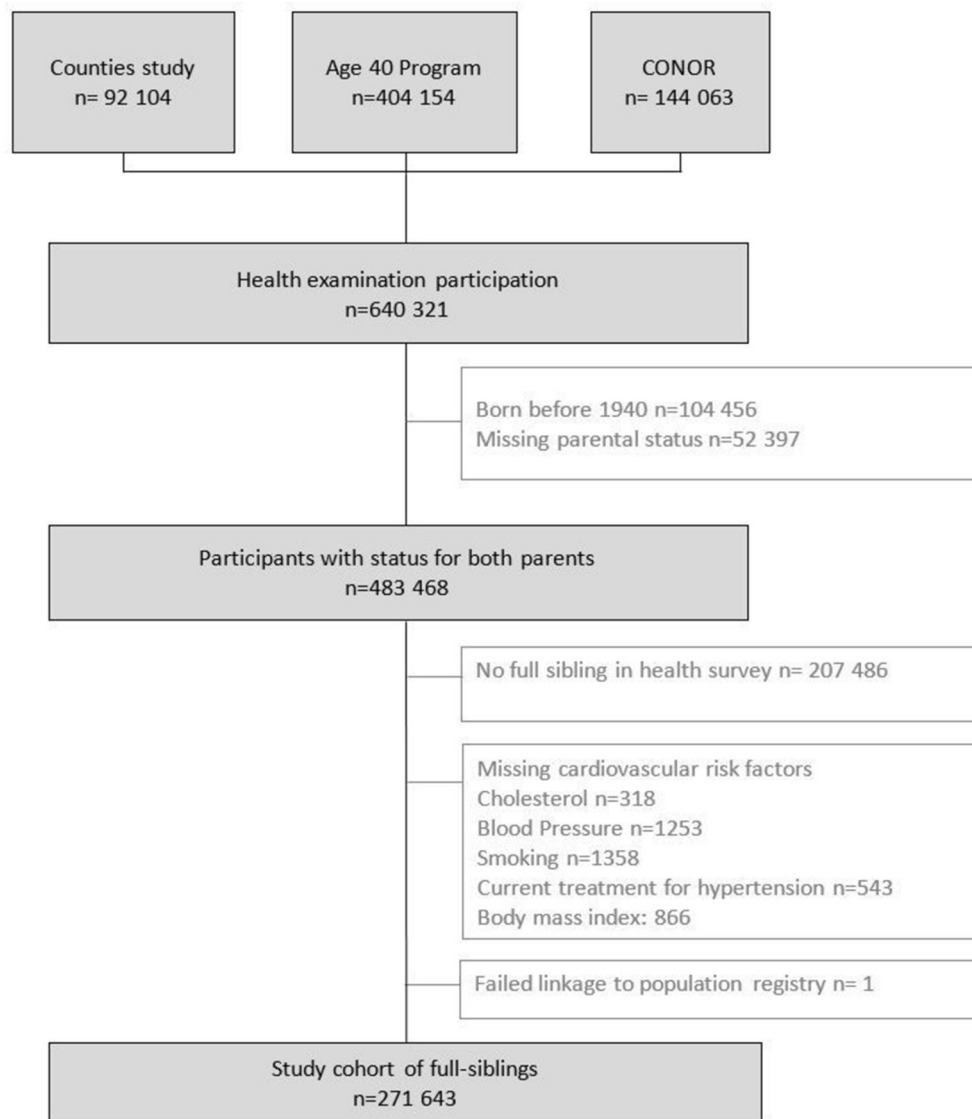 Counties study
n= 92 104
Age 40 Program
n=404 154
CONOR
n= 144 063
Health examination participation
n=640 321
Born before 1940 n=104 456
Missing parental status n=52 397
Participants with status for both parents
n=483 468
No full sibling in health survey n= 207 486
Missing cardiovascular risk factors
Cholesterol n=318
Blood Pressure n=1253
Smoking n=1358
Current treatment for hypertension n=543
Body mass index: 866
Failed linkage to population registry n= 1
Study cohort of full-siblings
n=271 643